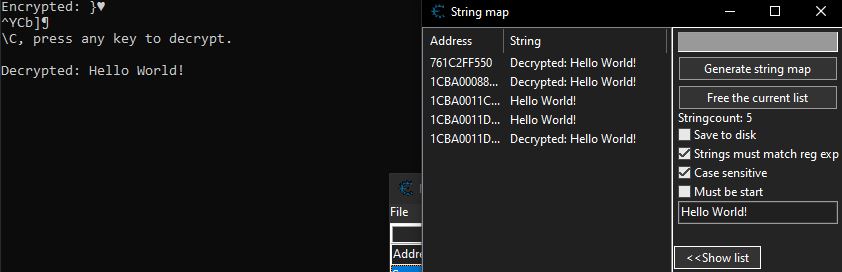 Encrypted: }♥
^YCb]¶
\C, press any key to decrypt.
Decrypted: Hello World!
File
Addre
String map
Address String
761C2FF550 Decrypted: Hello World!
1CBA00088... Decrypted: Hello World!
1CBA0011C... Hello World!
1CBA0011D... Hello World!
1CBA0011D... Decrypted: Hello World!
Generate string map
Free the current list
Stringcount: 5
Save to disk
Strings must match reg exp
Case sensitive
Must be start
Hello World!
<<Show list